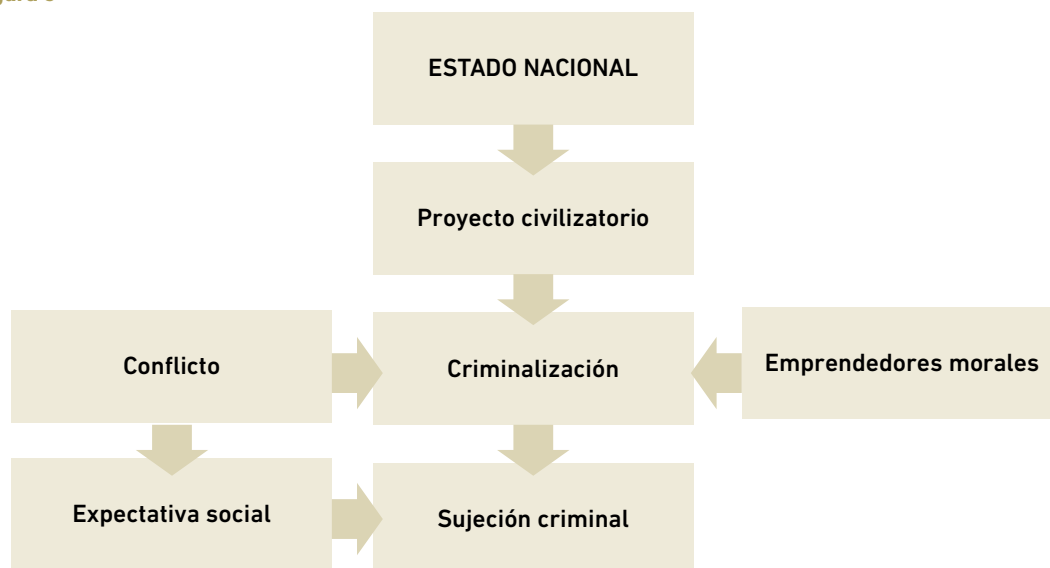 ESTADO NACIONAL
Proyecto civilizatorio
Conflicto
Criminalización
Emprendedores morales
Expectativa social
Sujeción criminal